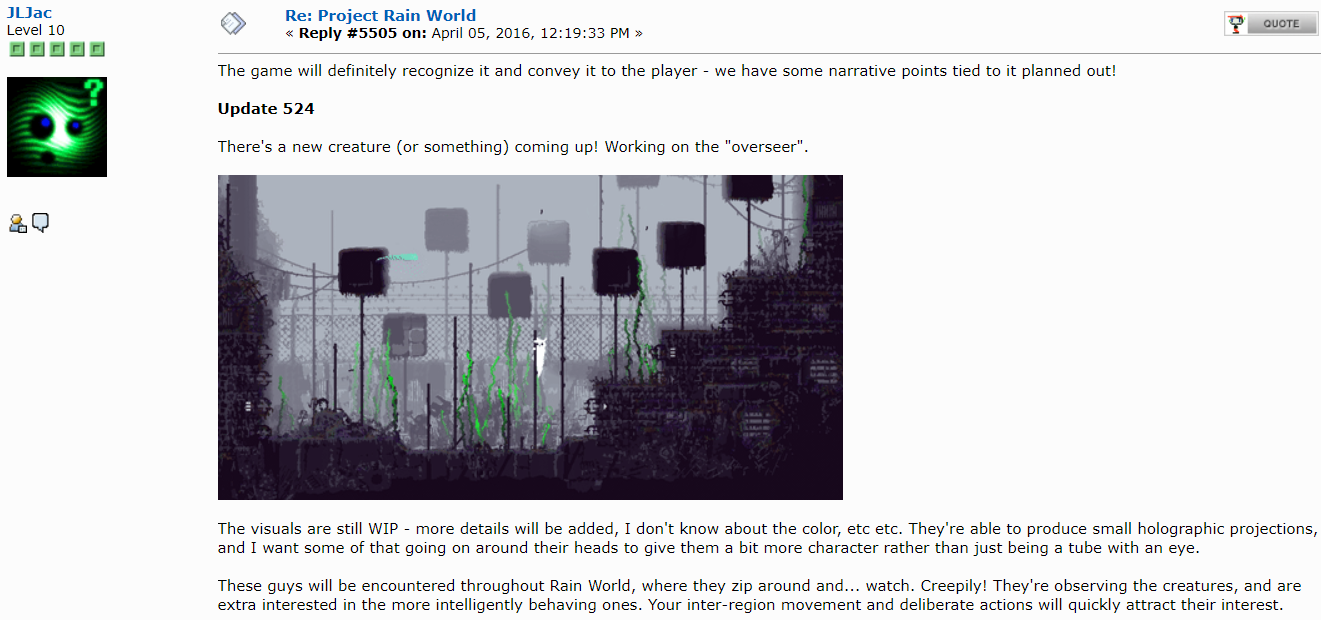 JLJac
Level 10
Re: Project Rain World
« Reply #5505 on: April 05, 2016, 12:19:33 PM »
QUOTE
The game will definitely recognize it and convey it to the player - we have some narrative points tied to it planned out!
Update 524
There's a new creature (or something) coming up! Working on the "overseer".
The visuals are still WIP - more details will be added, I don't know about the color, etc etc. They're able to produce small holographic projections,
and I want some of that going on around their heads to give them a bit more character rather than just being a tube with an eye.
These guys will be encountered throughout Rain World, where they zip around and... watch. Creepily! They're observing the creatures, and are
extra interested in the more intelligently behaving ones. Your inter-region movement and deliberate actions will quickly attract their interest.